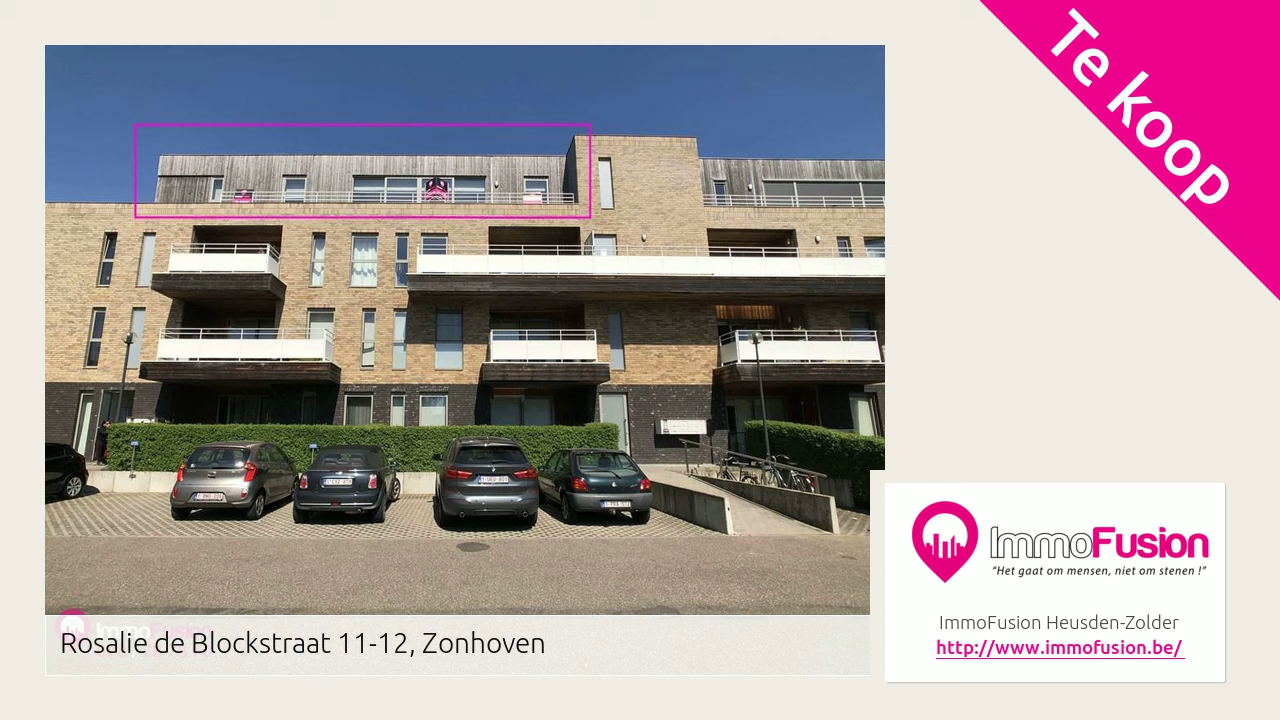 Te koop
ImmoFusion
"Het gaat om mensen, niet om stenen !"
ImmoFusion Heusden-Zolder
http://www.immofusion.be/
ImmoFusion
Rosalie de Blockstraat 11-12, Zonhoven